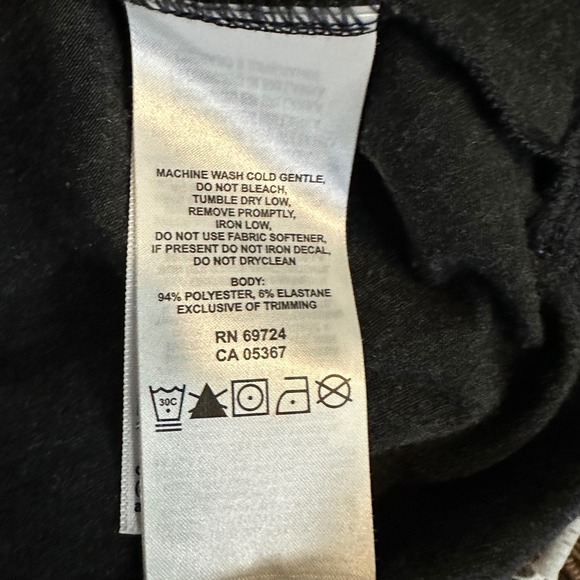 MACHINE WASH COLD GENTLE,
DO NOT BLEACH,
TUMBLE DRY LOW,
REMOVE PROMPTLY,
IRON LOW,
DO NOT USE FABRIC SOFTENER,
IF PRESENT DO NOT IRON DECAL,
DO NOT DRYCLEAN
BODY:
94% POLYESTER, 6% ELASTANE
EXCLUSIVE OF TRIMMING
RN 69724
CA 05367
30C